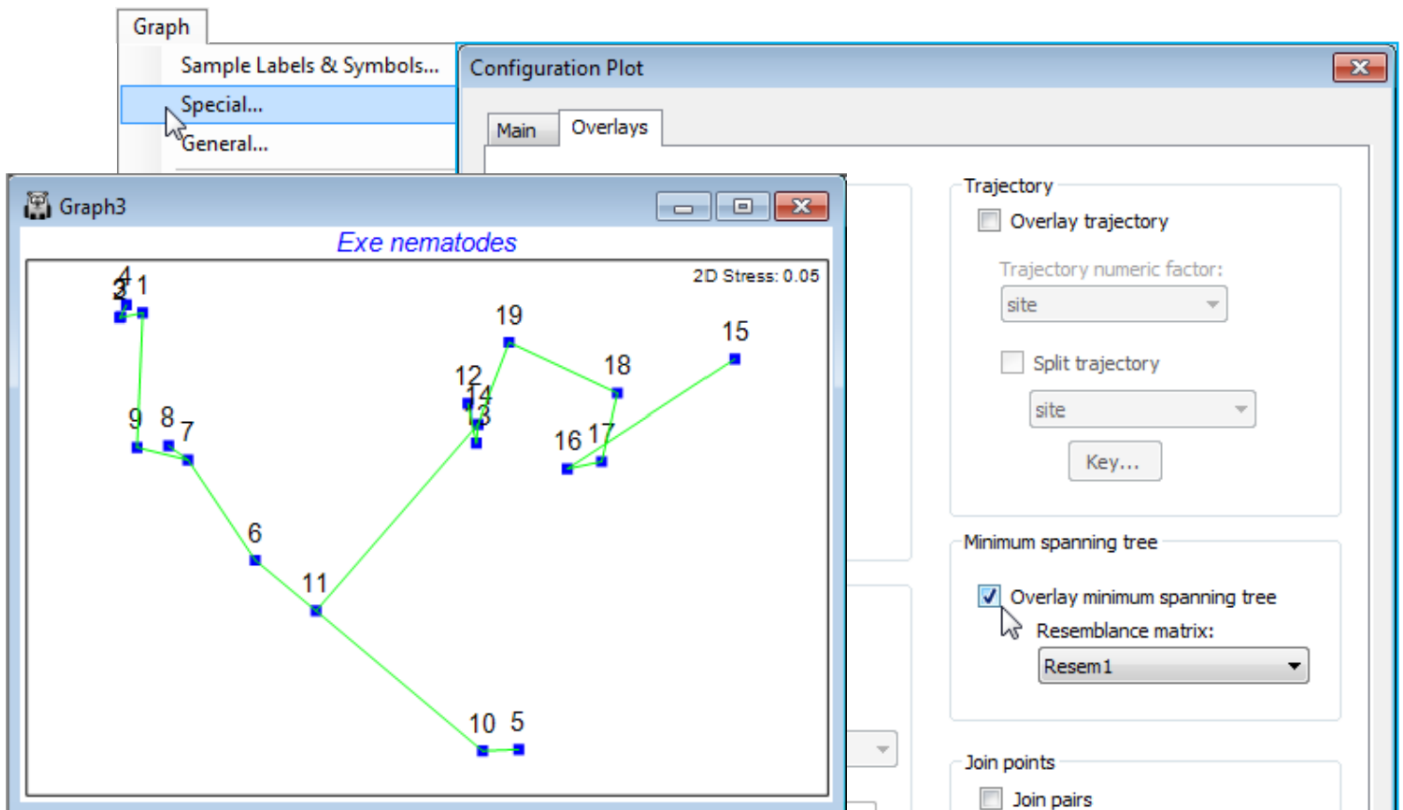 Graph
Sample Labels & Symbols...
Special...
General...
Configuration Plot
Main
Overlays
Graph3
Exe nematodes
2D Stress: 0.05
4
3
1
19
15
18
12
14
13
9
8
7
16
17
6
11
10
5
Trajectory
Overlay trajectory
Trajectory numeric factor:
site
Split trajectory
site
Key...
Minimum spanning tree
Overlay minimum spanning tree
Resemblance matrix:
Resem1
Join points
Join pairs